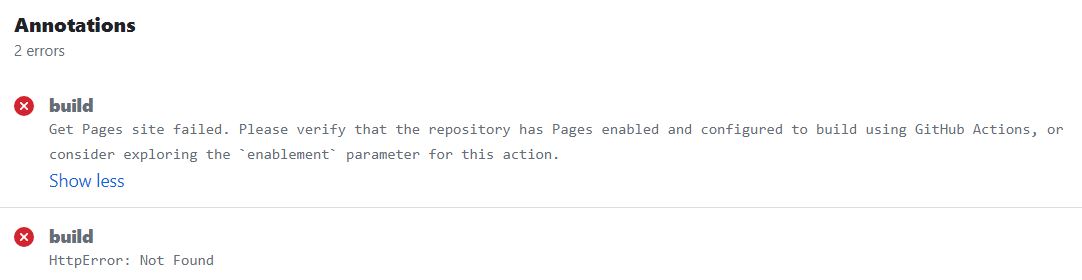 Annotations
2 errors
build
Get Pages site failed. Please verify that the repository has Pages enabled and configured to build using GitHub Actions, or
consider exploring the `enablement` parameter for this action.
Show less
build
HttpError: Not Found